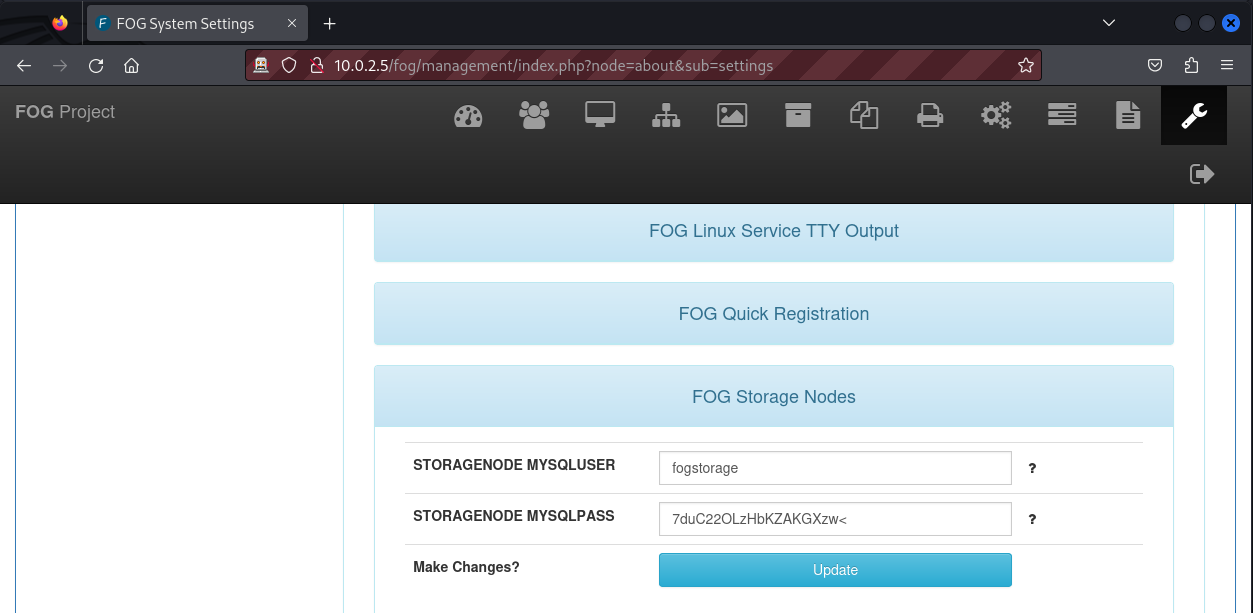 FOG System Settings
10.0.2.5/fog/management/index.php?node=about&sub=settings
FOG Project
FOG Linux Service TTY Output
FOG Quick Registration
FOG Storage Nodes
STORAGENODE MYSQLUSER fogstorage ?
STORAGENODE MYSQLPASS 7duC22OLzHbKZAKGXzw< ?
Make Changes? Update